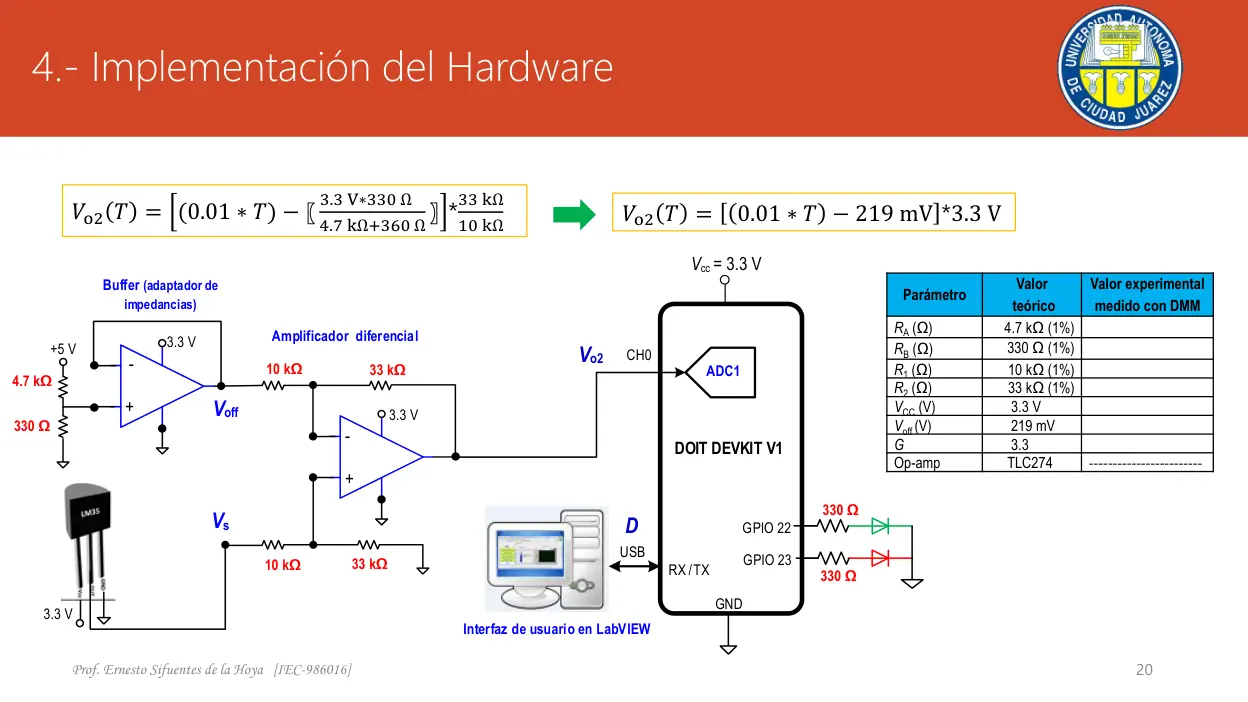 4.- Implementación del Hardware
UNIVERSIDAD AUTONOMA
DE CIUDAD JUAREZ
𝑉o2(𝑇) = [(0.01 ∗ 𝑇) − 〖 3.3 V∗330 Ω / 4.7 kΩ+360 Ω 〗] * 33 kΩ / 10 kΩ
𝑉o2(𝑇) = [(0.01 ∗ 𝑇) − 219 mV]*3.3 V
Buffer (adaptador de
impedancias)
+5 V
3.3 V
4.7 kΩ
330 Ω
-
+
Voff
Amplificador diferencial
10 kΩ
33 kΩ
3.3 V
-
+
LM35
3.3 V
Vs
10 kΩ
33 kΩ
Vo2
Vcc = 3.3 V
CH0
ADC1
DOIT DEVKIT V1
GPIO 22
GPIO 23
RX/TX
GND
330 Ω
330 Ω
D
USB
Interfaz de usuario en LabVIEW
Parámetro Valor teórico Valor experimental medido con DMM
RA (Ω) 4.7 kΩ (1%)
RB (Ω) 330 Ω (1%)
R1 (Ω) 10 kΩ (1%)
R2 (Ω) 33 kΩ (1%)
VCC (V) 3.3 V
Voff (V) 219 mV
G 3.3
Op-amp TLC274 -------------------------
Prof. Ernesto Sifuentes de la Hoya [IEC-986016]
20